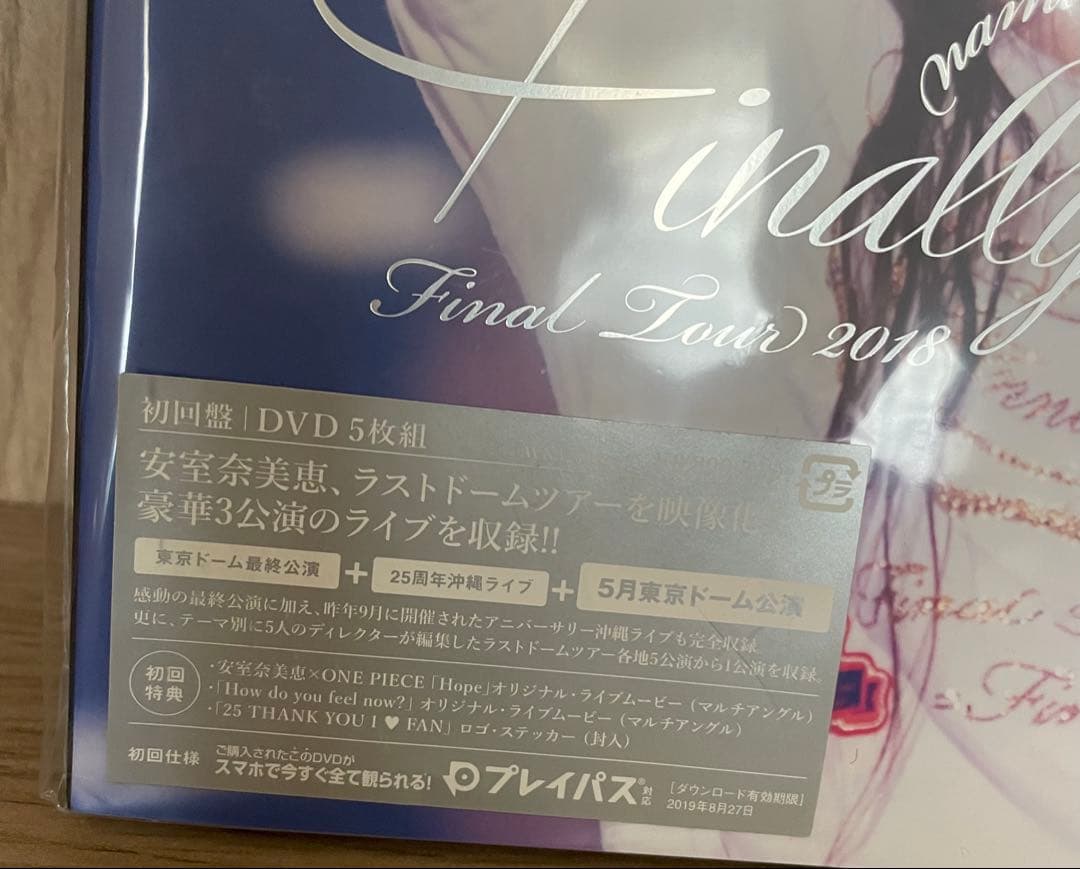 Finally
Final Tour 2018
初回盤 | DVD 5枚組
安室奈美恵、ラストドームツアーを映像化
豪華3公演のライブを収録!!
東京ドーム最終公演 + 25周年沖縄ライブ + 5月東京ドーム公演
感動の最終公演に加え、昨年9月に開催されたアニバーサリー沖縄ライブも完全収録。
更に、テーマ別に5人のディレクターが編集したラストドームツアー各地5公演から1公演を収録。
初回
特典
・安室奈美恵×ONE PIECE「Hope」オリジナル・ライブムービー（マルチアングル）
・「How do you feel now?」オリジナル・ライブムービー（マルチアングル）
・「25 THANK YOU I ♥ FAN」ロゴ・ステッカー（封入）
初回仕様
ご購入されたこのDVDが
スマホで今すぐ全て観られる!
プレイパス®対応
[ダウンロード有効期限]
2019年8月27日
プラ